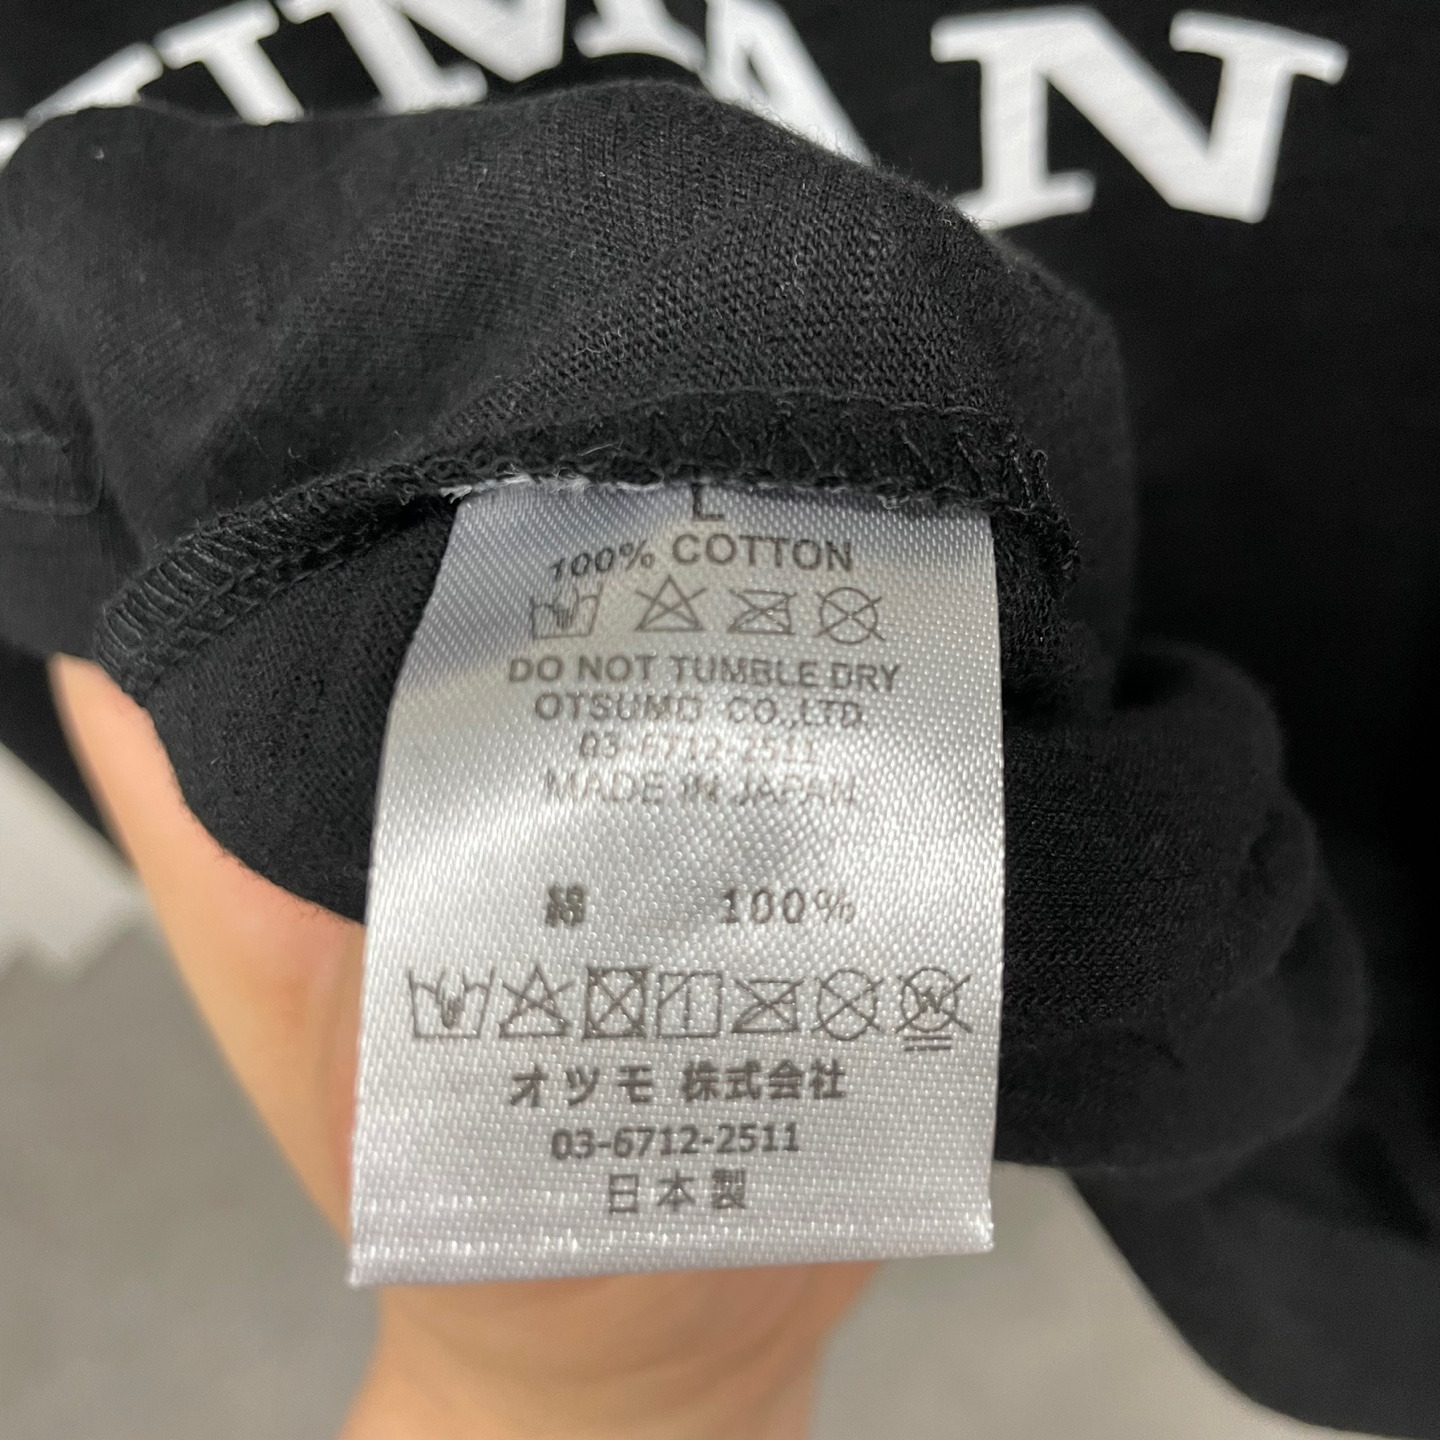 UMAN
L
100% COTTON
DO NOT TUMBLE DRY
OTSUMO CO.,LTD.
03-6712-2511
MADE IN JAPAN
綿 100%
W
オツモ 株式会社
03-6712-2511
日本製